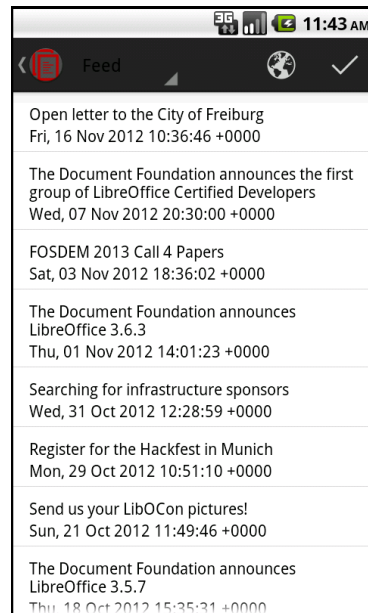 3G 11:43 AM
Feed
Open letter to the City of Freiburg
Fri, 16 Nov 2012 10:36:46 +0000
The Document Foundation announces the first
group of LibreOffice Certified Developers
Wed, 07 Nov 2012 20:30:00 +0000
FOSDEM 2013 Call 4 Papers
Sat, 03 Nov 2012 18:36:02 +0000
The Document Foundation announces
LibreOffice 3.6.3
Thu, 01 Nov 2012 14:01:23 +0000
Searching for infrastructure sponsors
Wed, 31 Oct 2012 12:28:59 +0000
Register for the Hackfest in Munich
Mon, 29 Oct 2012 10:51:10 +0000
Send us your LibOCon pictures!
Sun, 21 Oct 2012 11:49:46 +0000
The Document Foundation announces
LibreOffice 3.5.7
Thu, 18 Oct 2012 15:35:31 +0000